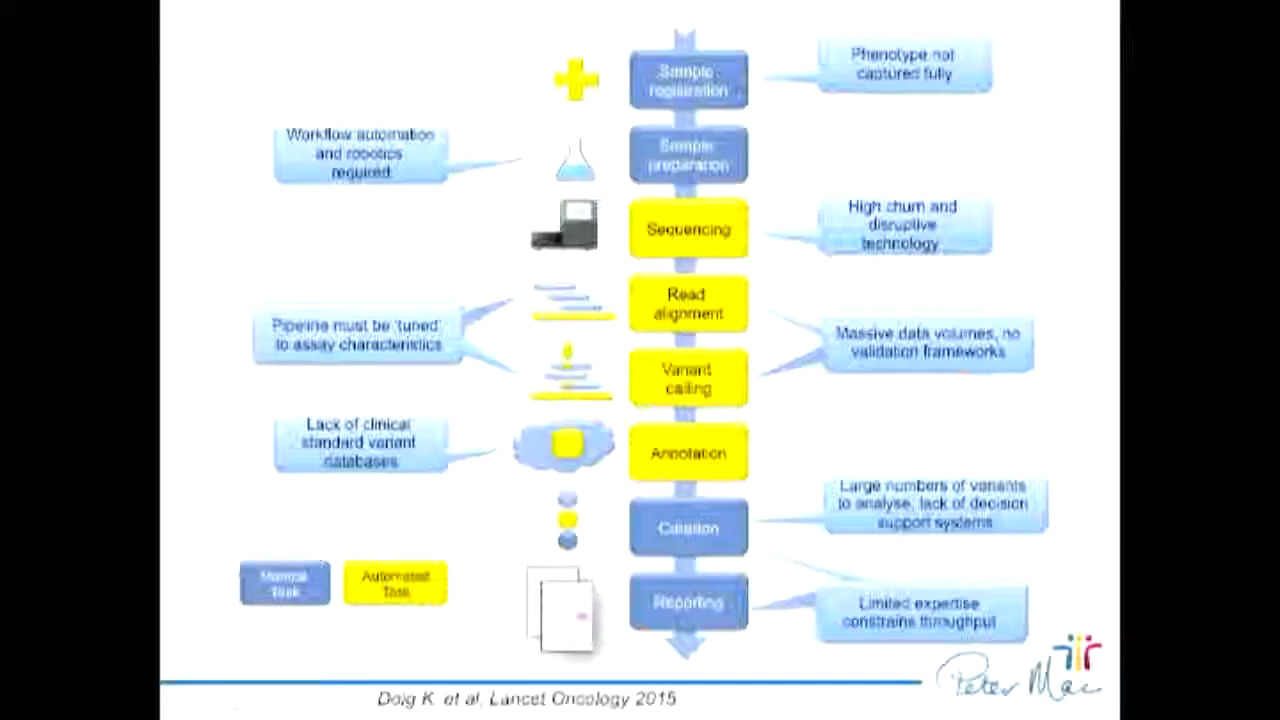 Sample
registration
Phenotype not
captured fully
Workflow automation
and robotics
required
Sample
preparation
Sequencing
High churn and
disruptive
technology
Read
alignment
Pipeline must be 'tuned'
to assay characteristics
Massive data volumes, no
validation frameworks
Variant
calling
Lack of clinical
standard variant
databases
Annotation
Large numbers of variants
to analyse, lack of decision
support systems
Curation
Manual
Task
Automated
Task
Reporting
Limited expertise
constrains throughput
Doig K. et al, Lancet Oncology 2015
Peter Mac